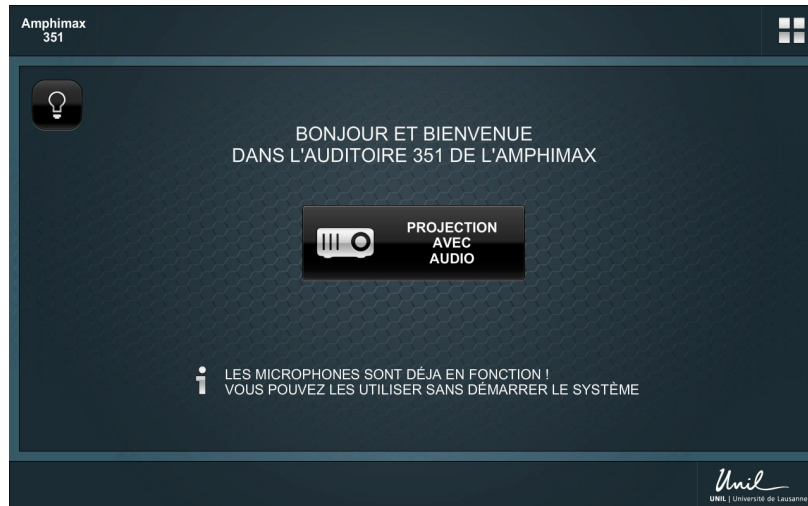 Amphimax
351
BONJOUR ET BIENVENUE
DANS L'AUDITOIRE 351 DE L'AMPHIMAX
PROJECTION
AVEC
AUDIO
LES MICROPHONES SONT DÉJA EN FONCTION !
VOUS POUVEZ LES UTILISER SANS DÉMARRER LE SYSTÈME
Unil
UNIL | Université de Lausanne